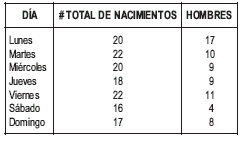 DÍA # TOTAL DE NACIMIENTOS HOMBRES
Lunes 20 17
Martes 22 10
Miércoles 20 9
Jueves 18 9
Viernes 22 11
Sábado 16 4
Domingo 17 8